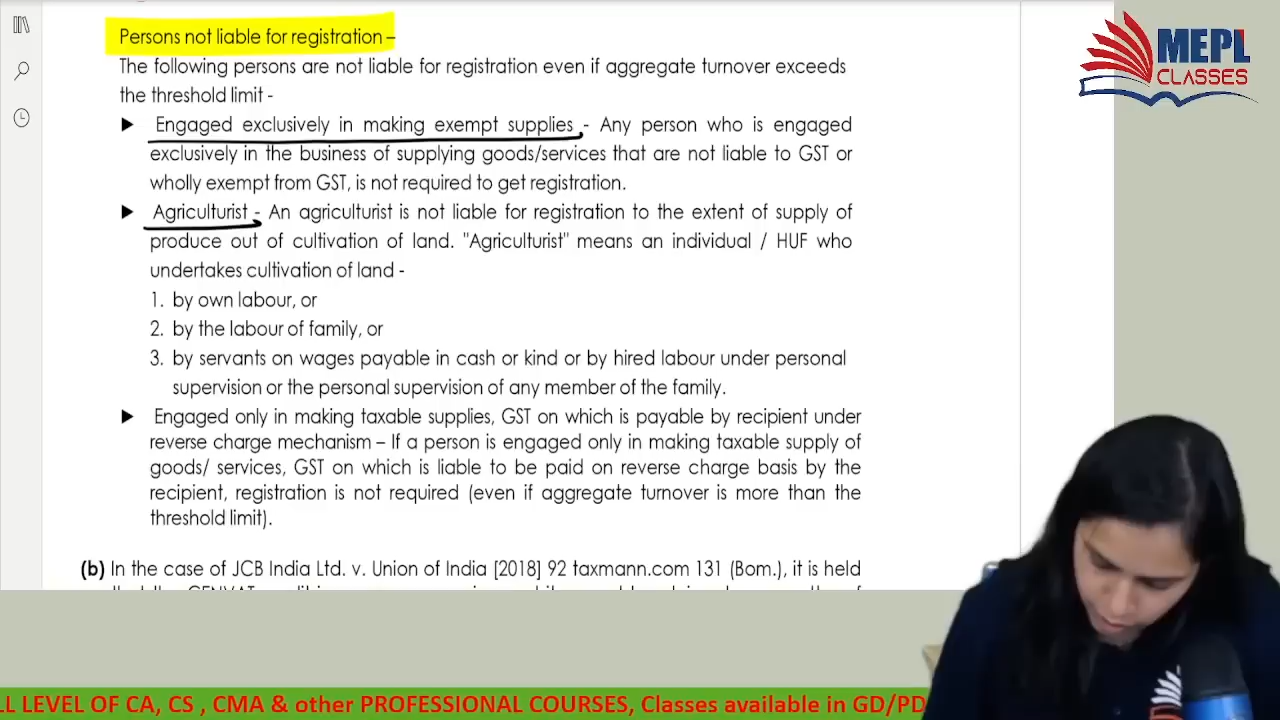 MEPL
CLASSES
Persons not liable for registration –
The following persons are not liable for registration even if aggregate turnover exceeds
the threshold limit -
▶ Engaged exclusively in making exempt supplies - Any person who is engaged
exclusively in the business of supplying goods/services that are not liable to GST or
wholly exempt from GST, is not required to get registration.
▶ Agriculturist - An agriculturist is not liable for registration to the extent of supply of
produce out of cultivation of land. "Agriculturist" means an individual / HUF who
undertakes cultivation of land -
1. by own labour, or
2. by the labour of family, or
3. by servants on wages payable in cash or kind or by hired labour under personal
supervision or the personal supervision of any member of the family.
▶ Engaged only in making taxable supplies, GST on which is payable by recipient under
reverse charge mechanism – If a person is engaged only in making taxable supply of
goods/ services, GST on which is liable to be paid on reverse charge basis by the
recipient, registration is not required (even if aggregate turnover is more than the
threshold limit).
(b) In the case of JCB India Ltd. v. Union of India [2018] 92 taxmann.com 131 (Bom.), it is held
LL LEVEL OF CA, CS , CMA & other PROFESSIONAL COURSES, Classes available in GD/PD